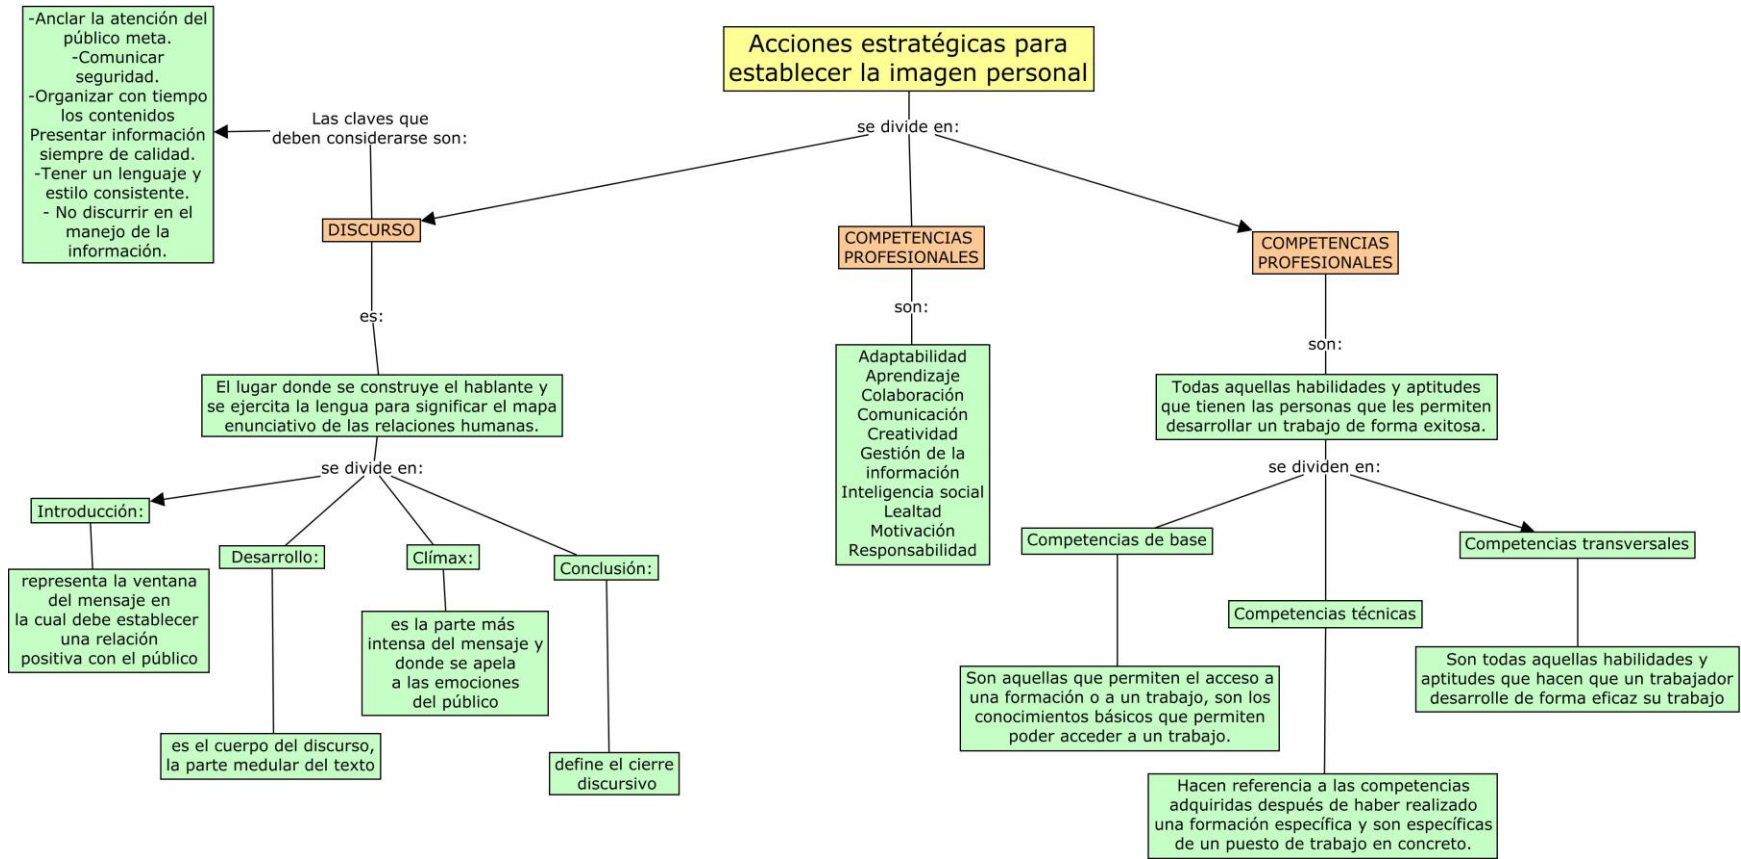 Acciones estratégicas para
establecer la imagen personal
se divide en:
-Anclar la atención del
público meta.
-Comunicar
seguridad.
-Organizar con tiempo
los contenidos
Presentar información
siempre de calidad.
-Tener un lenguaje y
estilo consistente.
- No discurrir en el
manejo de la
información.
Las claves que
deben considerarse son:
DISCURSO
es:
El lugar donde se construye el hablante y
se ejercita la lengua para significar el mapa
enunciativo de las relaciones humanas.
se divide en:
Introducción:
representa la ventana
del mensaje en
la cual debe establecer
una relación
positiva con el público
Desarrollo:
es el cuerpo del discurso,
la parte medular del texto
Clímax:
es la parte más
intensa del mensaje y
donde se apela
a las emociones
del público
Conclusión:
define el cierre
discursivo
COMPETENCIAS
PROFESIONALES
son:
Adaptabilidad
Aprendizaje
Colaboración
Comunicación
Creatividad
Gestión de la
información
Inteligencia social
Lealtad
Motivación
Responsabilidad
COMPETENCIAS
PROFESIONALES
son:
Todas aquellas habilidades y aptitudes
que tienen las personas que les permiten
desarrollar un trabajo de forma exitosa.
se dividen en:
Competencias de base
Son aquellas que permiten el acceso a
una formación o a un trabajo, son los
conocimientos básicos que permiten
poder acceder a un trabajo.
Competencias técnicas
Hacen referencia a las competencias
adquiridas después de haber realizado
una formación específica y son específicas
de un puesto de trabajo en concreto.
Competencias transversales
Son todas aquellas habilidades y
aptitudes que hacen que un trabajador
desarrolle de forma eficaz su trabajo